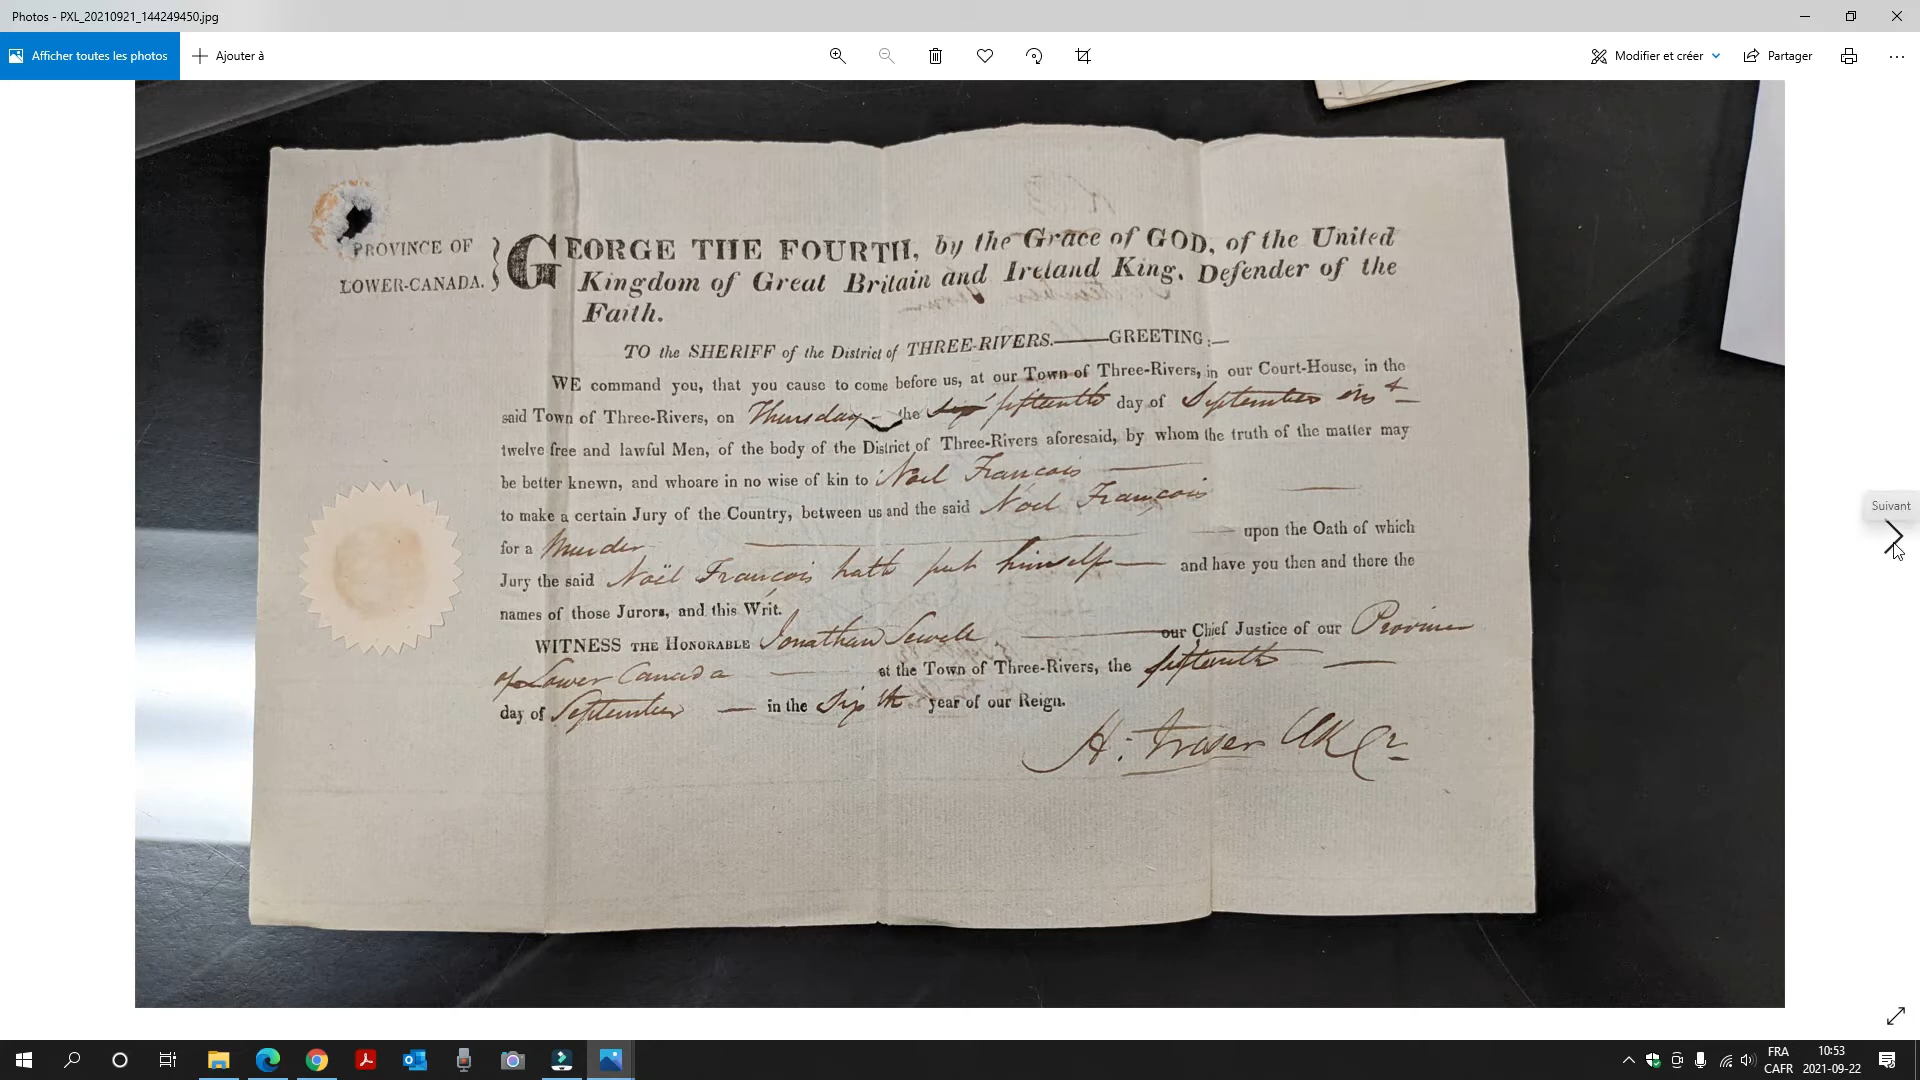 Photos - PXL_20210921_144249450.jpg
Afficher toutes les photos
Ajouter à
Modifier et créer
Partager
PROVINCE OF
LOWER-CANADA.
GEORGE THE FOURTH, by the Grace of GOD, of the United
Kingdom of Great Britain and Ireland King, Defender of the
Faith.
TO the SHERIFF of the District of THREE-RIVERS.——GREETING:—
WE command you, that you cause to come before us, at our Town of Three-Rivers, in our Court-House, in the
said Town of Three-Rivers, on Thursday - the fifteenth day of September inst
twelve free and lawful Men, of the body of the District of Three-Rivers aforesaid, by whom the truth of the matter may
be better knewn, and whoare in no wise of kin to Noel Francois
to make a certain Jury of the Country, between us and the said Noel François
for a Murder upon the Oath of which
Jury the said Noël François hath put himself and have you then and there the
names of those Jurors, and this Writ.
WITNESS THE HONORABLE Jonathan Sewell our Chief Justice of our Province
of Lower Canada at the Town of Three-Rivers, the fifteenth
day of September in the Sixth year of our Reign.
H. Fraser
Suivant
FRA
CAFR
10:53
2021-09-22